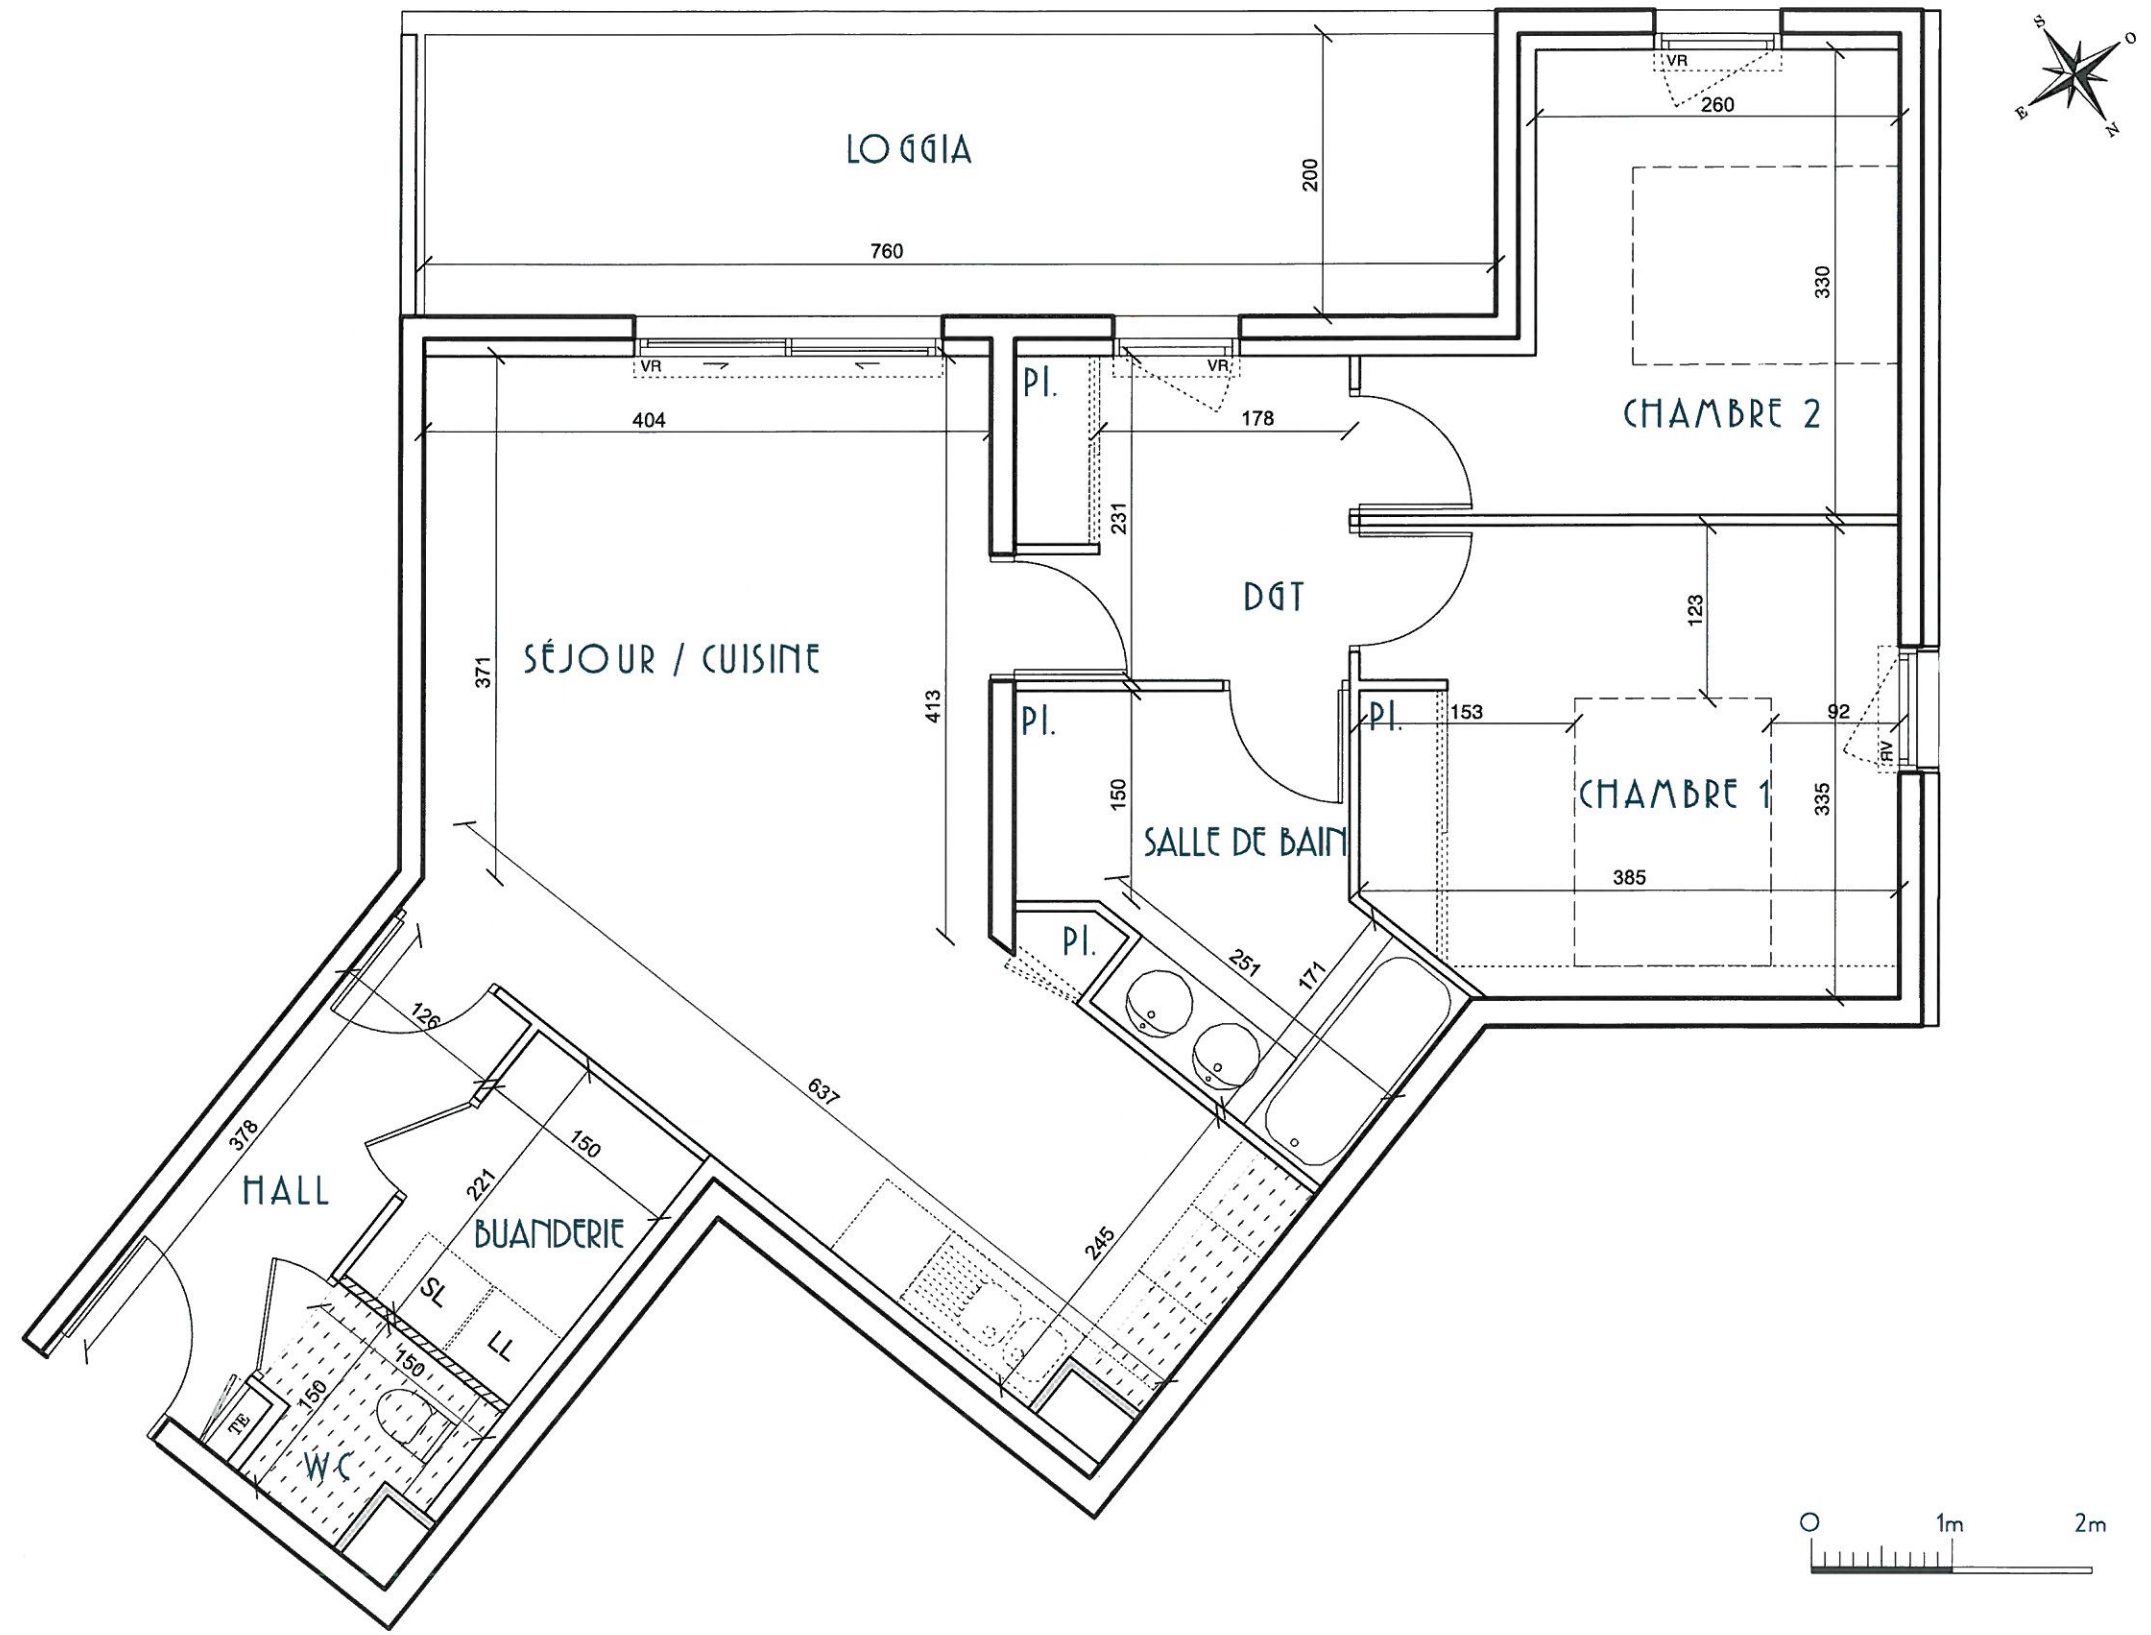 S
O
E
N
VR
260
LOGGIA
200
760
330
VR
Pl.
VR
404
178
CHAMBRE 2
231
DGT
123
SÉJOUR / CUISINE
371
413
Pl.
Pl.
153
92
VR
150
CHAMBRE 1
335
SALLE DE BAIN
385
Pl.
251
171
126
637
378
150
221
HALL
BUANDERIE
245
SL
LL
150
150
TE
WC
0 1m 2m